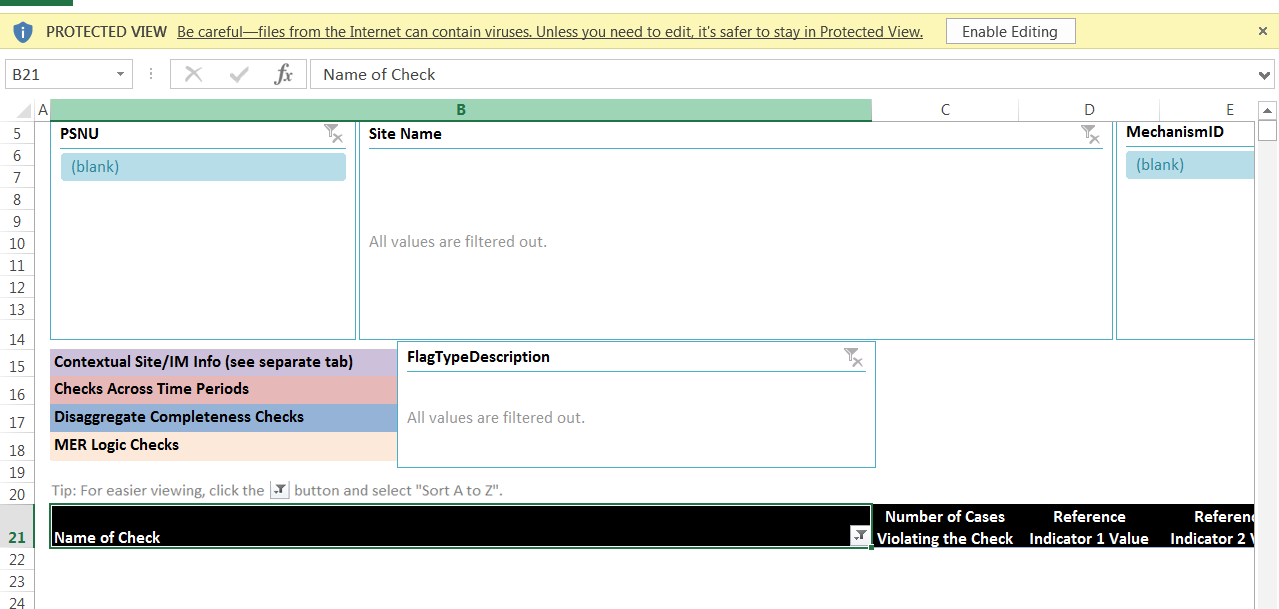 PROTECTED VIEW Be careful—files from the Internet can contain viruses. Unless you need to edit, it's safer to stay in Protected View. Enable Editing ×
B21 fx Name of Check
A B C D E
5 PSNU Site Name MechanismID
6 (blank) (blank)
7
8
9
10 All values are filtered out.
11
12
13
14
15 Contextual Site/IM Info (see separate tab) FlagTypeDescription
16 Checks Across Time Periods
17 Disaggregate Completeness Checks All values are filtered out.
18 MER Logic Checks
19
20 Tip: For easier viewing, click the button and select "Sort A to Z".
Number of Cases Reference Referen
21 Name of Check Violating the Check Indicator 1 Value Indicator 2
22
23
24